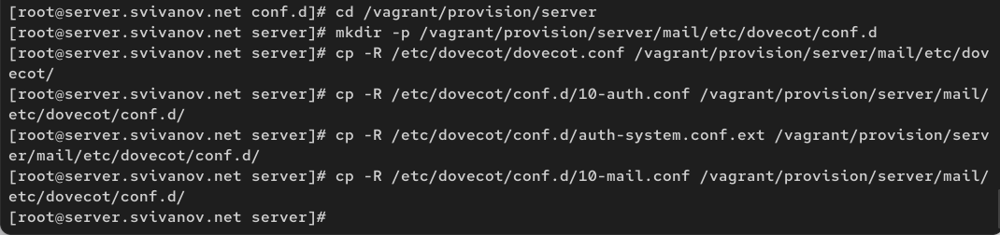 [root@server.svivanov.net conf.d]# cd /vagrant/provision/server
[root@server.svivanov.net server]# mkdir -p /vagrant/provision/server/mail/etc/dovecot/conf.d
[root@server.svivanov.net server]# cp -R /etc/dovecot/dovecot.conf /vagrant/provision/server/mail/etc/dov
ecot/
[root@server.svivanov.net server]# cp -R /etc/dovecot/conf.d/10-auth.conf /vagrant/provision/server/mail/
etc/dovecot/conf.d/
[root@server.svivanov.net server]# cp -R /etc/dovecot/conf.d/auth-system.conf.ext /vagrant/provision/serv
er/mail/etc/dovecot/conf.d/
[root@server.svivanov.net server]# cp -R /etc/dovecot/conf.d/10-mail.conf /vagrant/provision/server/mail/
etc/dovecot/conf.d/
[root@server.svivanov.net server]#